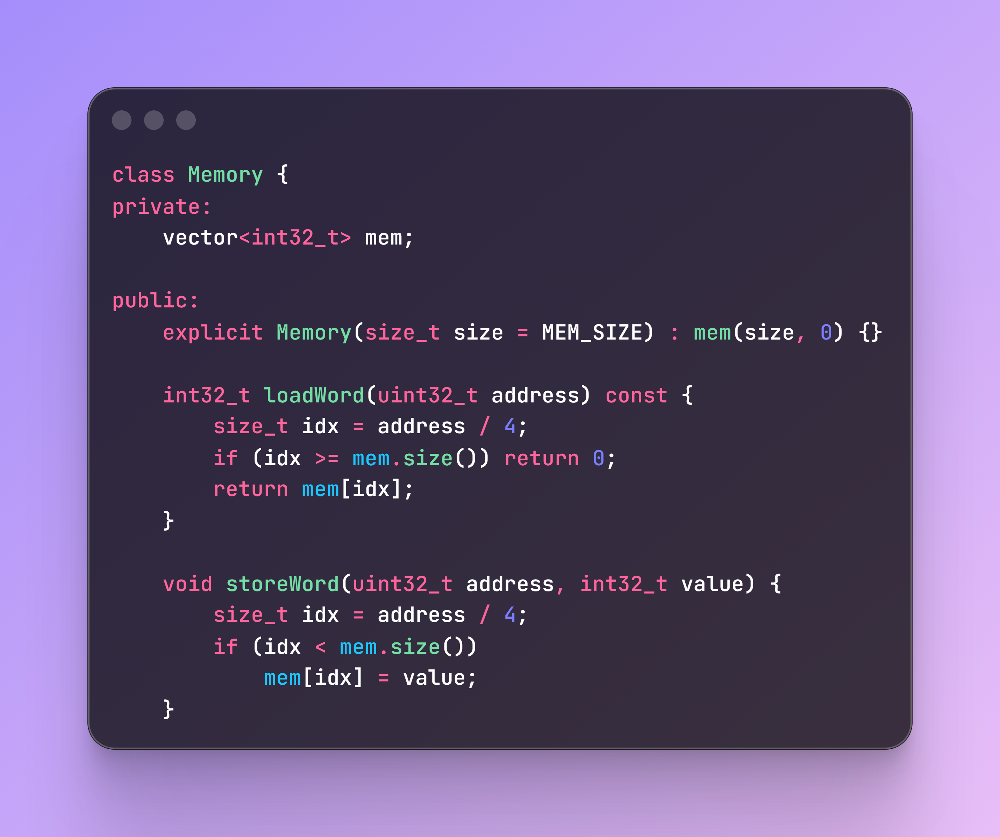 class Memory {
private:
    vector<int32_t> mem;

public:
    explicit Memory(size_t size = MEM_SIZE) : mem(size, 0) {}

    int32_t loadWord(uint32_t address) const {
        size_t idx = address / 4;
        if (idx >= mem.size()) return 0;
        return mem[idx];
    }

    void storeWord(uint32_t address, int32_t value) {
        size_t idx = address / 4;
        if (idx < mem.size())
            mem[idx] = value;
    }